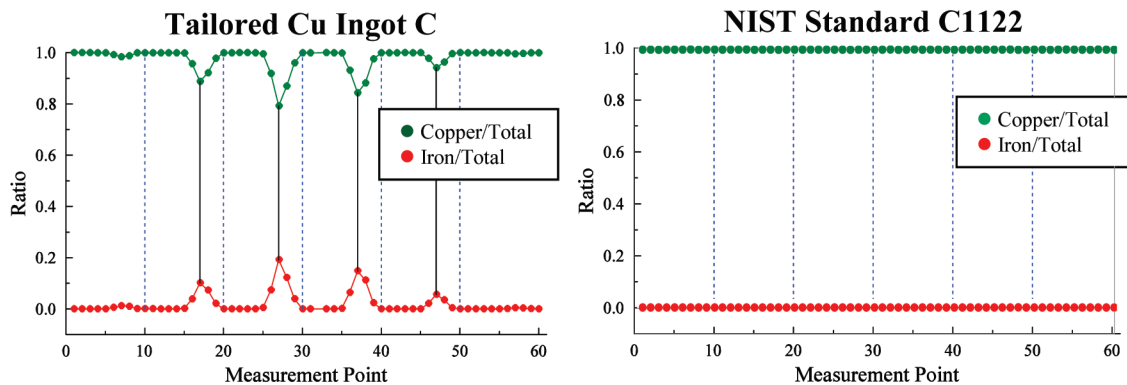 Tailored Cu Ingot C
1.0
0.8
0.6
0.4
0.2
0.0
Ratio
Copper/Total
Iron/Total
0 10 20 30 40 50 60
Measurement Point
NIST Standard C1122
1.0
0.8
0.6
0.4
0.2
0.0
Ratio
Copper/Total
Iron/Total
0 10 20 30 40 50 60
Measurement Point